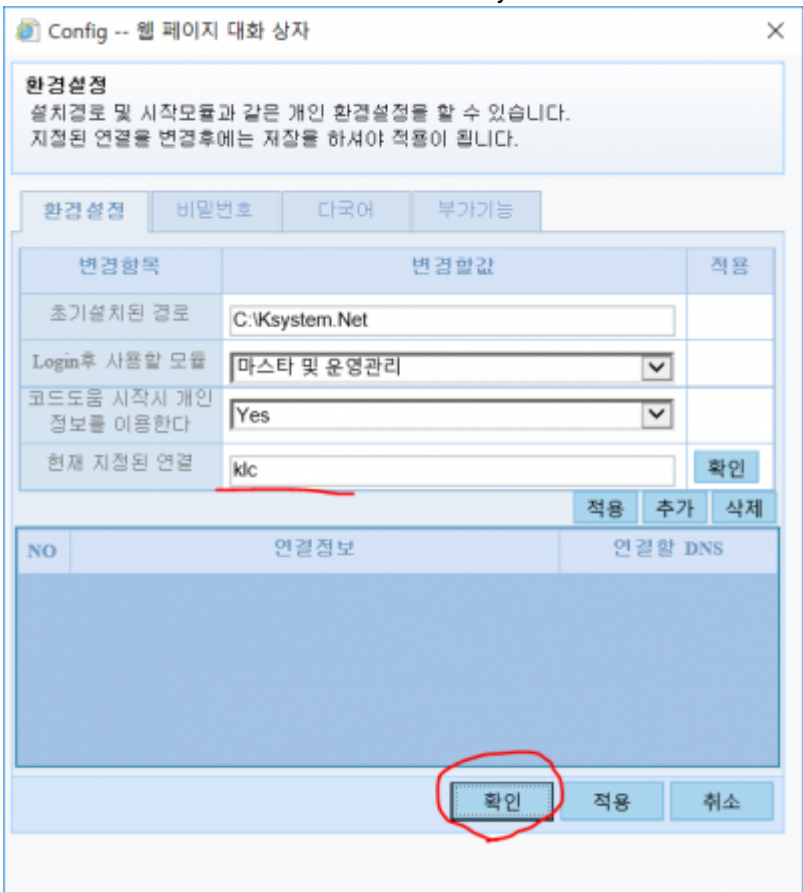 Config -- 웹 페이지 대화 상자
환경설정
설치경로 및 시작모듈과 같은 개인 환경설정을 할 수 있습니다.
지정된 연결을 변경후에는 저장을 하셔야 적용이 됩니다.
환경설정 비밀번호 다국어 부가기능
변경항목 변경할값 적용
초기설치된 경로 C:\Ksystem.Net
Login후 사용할 모듈 마스타 및 운영관리
코드도움 시작시 개인
정보를 이용한다 Yes
현재 지정된 연결 klc 확인
적용 추가 삭제
NO 연결정보 연결할 DNS
확인 적용 취소